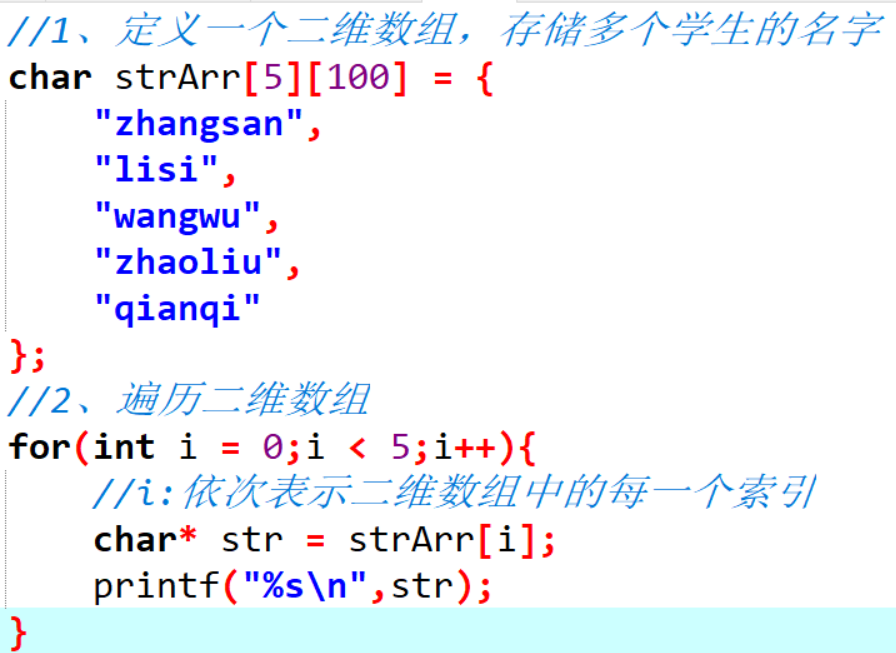 //1、定义一个二维数组，存储多个学生的名字
char strArr[5][100] = {
"zhangsan",
"lisi",
"wangwu",
"zhaoliu",
"qianqi"
};
//2、遍历二维数组
for(int i = 0;i < 5;i++){
//i:依次表示二维数组中的每一个索引
char* str = strArr[i];
printf("%s\n",str);
}